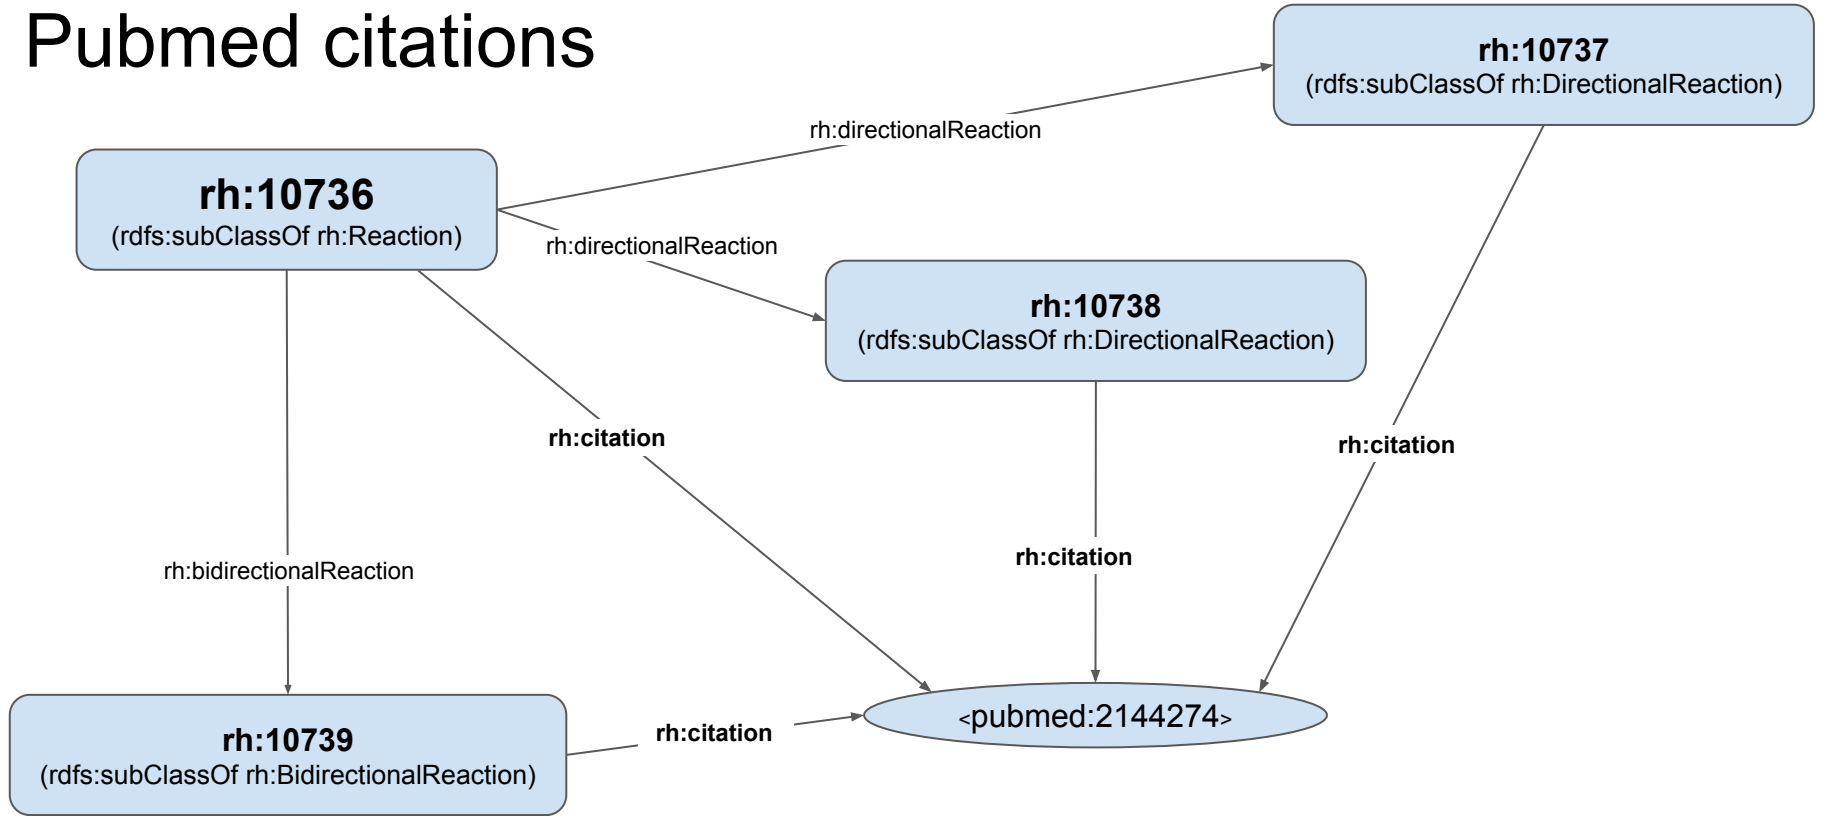 Pubmed citations
rh:10737
(rdfs:subClassOf rh:DirectionalReaction)
rh:directionalReaction
rh:10736
(rdfs:subClassOf rh:Reaction)
rh:directionalReaction
rh:10738
(rdfs:subClassOf rh:DirectionalReaction)
rh:citation
rh:citation
rh:citation
rh:bidirectionalReaction
rh:10739
(rdfs:subClassOf rh:BidirectionalReaction)
rh:citation
<pubmed:2144274>